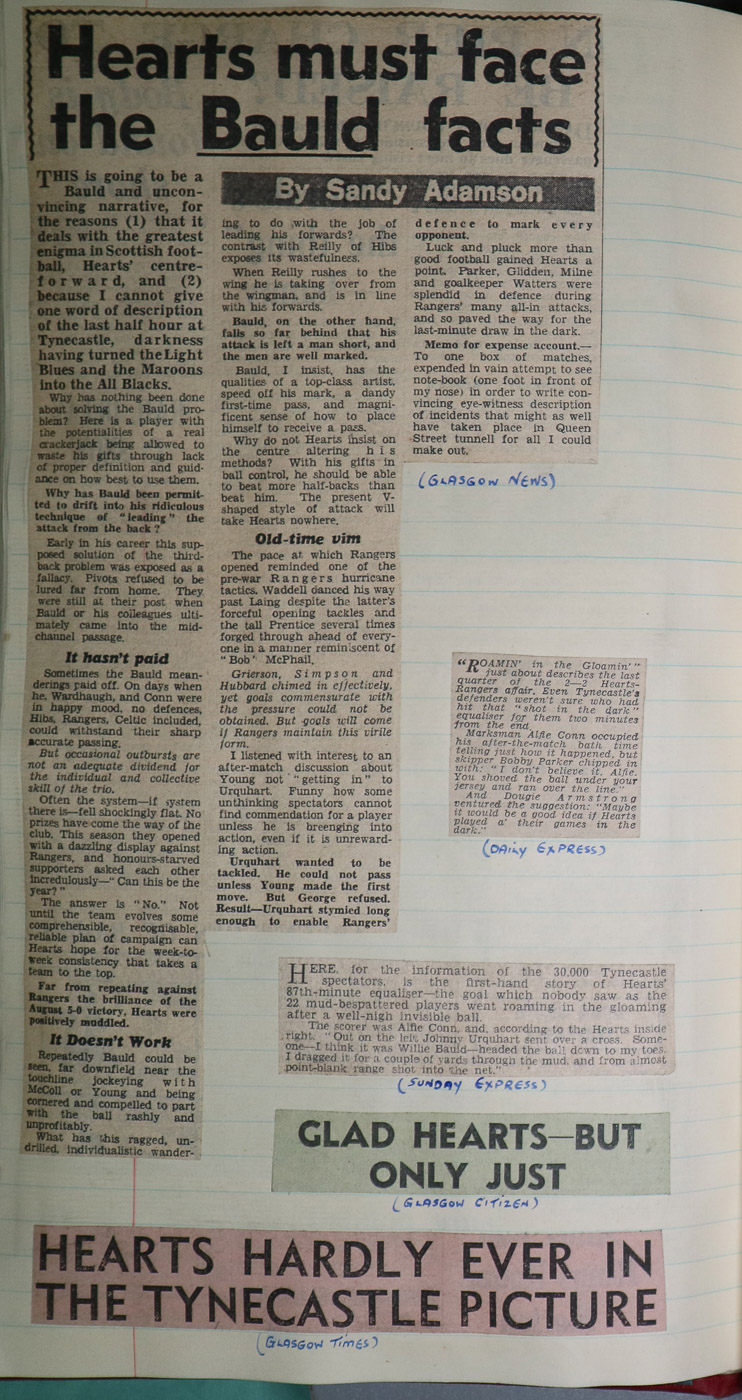 Hearts must face
the Bauld facts
By Sandy Adamson
THIS is going to be a
Bauld and uncon-
vincing narrative, for
the reasons (1) that it
deals with the greatest
enigma in Scottish foot-
ball, Hearts' centre-
forward, and (2)
because I cannot give
one word of description
of the last half hour at
Tynecastle, darkness
having turned the Light
Blues and the Maroons
into the All Blacks.
Why has nothing been done
about solving the Bauld pro-
blem? Here is a player with
the potentialities of a real
crackerjack being allowed to
waste his gifts through lack
of proper definition and guid-
ance on how best to use them.
Why has Bauld been permit-
ted to drift into his ridiculous
technique of "leading" the
attack from the back?
Early in his career this sup-
posed solution of the third-
back problem was exposed as a
fallacy. Pivots refused to be
lured far from home. They
were still at their post when
Bauld or his colleagues ulti-
mately came into the mid-
channel passage.
It hasn't paid
Sometimes the Bauld mean-
derings paid off. On days when
he, Wardhaugh, and Conn were
in happy mood, no defences,
Hibs, Rangers, Celtic included,
could withstand their sharp
accurate passing.
But occasional outbursts are
not an adequate dividend for
the individual and collective
skill of the trio.
Often the system—if system
there is—fell shockingly flat. No
prizes have come the way of the
club. This season they opened
with a dazzling display against
Rangers, and honours-starved
supporters asked each other
incredulously—"Can this be the
year?"
The answer is "No." Not
until the team evolves some
comprehensible, recognisable,
reliable plan of campaign can
Hearts hope for the week-to-
week consistency that takes a
team to the top.
Far from repeating against
Rangers the brilliance of the
August 5-0 victory, Hearts were
positively muddled.
It Doesn't Work
Repeatedly Bauld could be
seen, far downfield near the
touchline jockeying with
McColl or Young and being
cornered and compelled to part
with the ball rashly and
unprofitably.
What has this ragged, un-
drilled, individualistic wander-
ing to do with the job of
leading his forwards? The
contrast with Reilly of Hibs
exposes its wastefulness.
When Reilly rushes to the
wing he is taking over from
the wingman, and is in line
with his forwards.
Bauld, on the other hand,
falls so far behind that his
attack is left a man short, and
the men are well marked.
Bauld, I insist, has the
qualities of a top-class artist,
speed off his mark, a dandy
first-time pass, and magni-
ficent sense of how to place
himself to receive a pass.
Why do not Hearts insist on
the centre altering his
methods? With his gifts in
ball control, he should be able
to beat more half-backs than
beat him. The present V-
shaped style of attack will
take Hearts nowhere.
Old-time vim
The pace at which Rangers
opened reminded one of the
pre-war Rangers hurricane
tactics. Waddell danced his way
past Laing despite the latter's
forceful opening tackles and
the tall Prentice several times
forged through ahead of every-
one in a manner reminiscent of
"Bob" McPhail.
Grierson, Simpson and
Hubbard chimed in effectively,
yet goals commensurate with
the pressure could not be
obtained. But goals will come
if Rangers maintain this virile
form.
I listened with interest to an
after-match discussion about
Young not "getting in" to
Urquhart. Funny how some
unthinking spectators cannot
find commendation for a player
unless he is breenging into
action, even if it is unreward-
ing action.
Urquhart wanted to be
tackled. He could not pass
unless Young made the first
move. But George refused.
Result—Urquhart stymied long
enough to enable Rangers'
defence to mark every
opponent.
Luck and pluck more than
good football gained Hearts a
point. Parker, Glidden, Milne
and goalkeeper Watters were
splendid in defence during
Rangers' many all-in attacks,
and so paved the way for the
last-minute draw in the dark.
Memo for expense account.—
To one box of matches,
expended in vain attempt to see
note-book (one foot in front of
my nose) in order to write con-
vincing eye-witness description
of incidents that might as well
have taken place in Queen
Street tunnell for all I could
make out.
(GLASGOW NEWS)
"ROAMIN' in the Gloamin'"
just about describes the last
quarter of the 2—2 Hearts-
Rangers affair. Even Tynecastle's
defenders weren't sure who had
hit that "shot in the dark"
equaliser for them two minutes
from the end.
Marksman Alfie Conn occupied
his after-the-match bath time
telling just how it happened, but
skipper Bobby Parker chipped in
with: "I don't believe it, Alfie.
You shoved the ball under your
jersey and ran over the line."
And Dougie Armstrong
ventured the suggestion: "Maybe
it would be a good idea if Hearts
played a' their games in the
dark."
(DAILY EXPRESS)
HERE, for the information of the 30,000 Tynecastle
spectators, is the first-hand story of Hearts'
87th-minute equaliser—the goal which nobody saw as the
22 mud-bespattered players went roaming in the gloaming
after a well-nigh invisible ball.
The scorer was Alfie Conn, and, according to the Hearts inside
right: "Out on the left Johnny Urquhart sent over a cross. Some-
one—I think it was Willie Bauld—headed the ball down to my toes.
I dragged it for a couple of yards through the mud, and from almost
point-blank range shot into the net."
(SUNDAY EXPRESS)
GLAD HEARTS—BUT
ONLY JUST
(GLASGOW CITIZEN)
HEARTS HARDLY EVER IN
THE TYNECASTLE PICTURE
(GLASGOW TIMES)